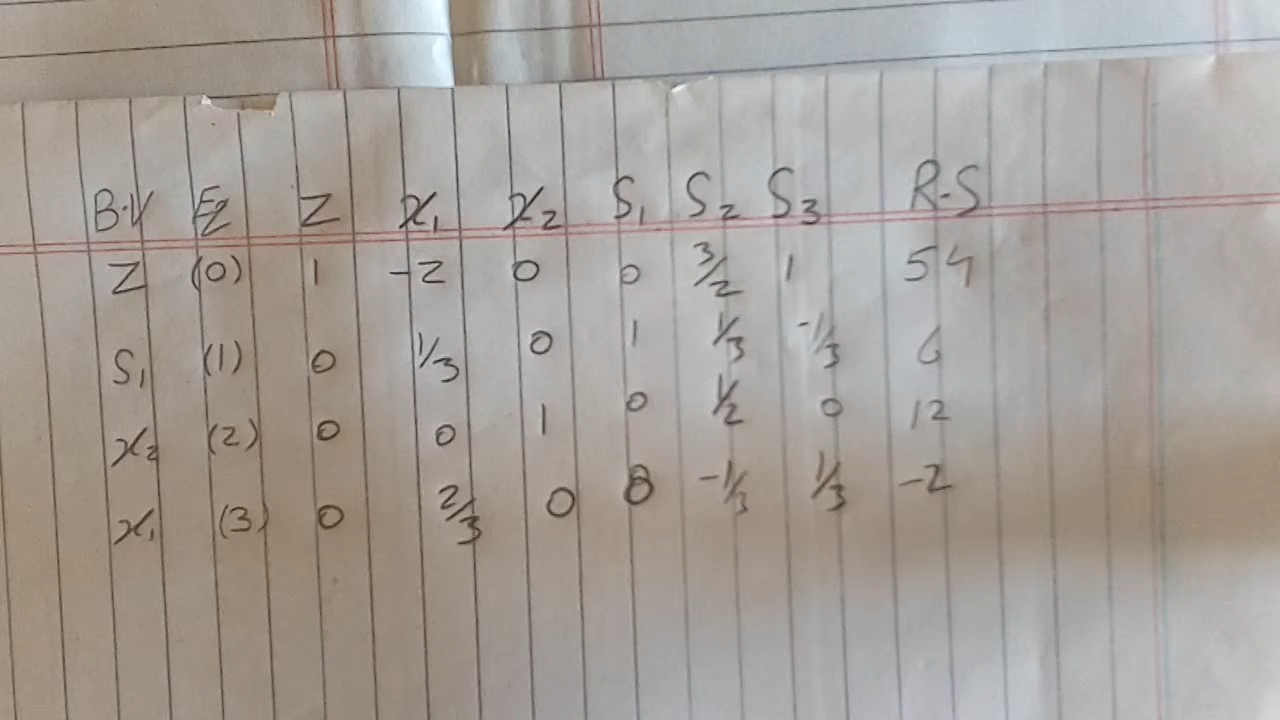 B.V Eq Z x₁ x₂ S₁ S₂ S₃ R-S
Z (0) 1 -2 0 0 3/2 1 54
S₁ (1) 0 1/3 0 1 1/3 -1/3 6
x₂ (2) 0 0 1 0 1/2 0 12
x₁ (3) 0 2/3 0 0 -1/3 1/3 -2